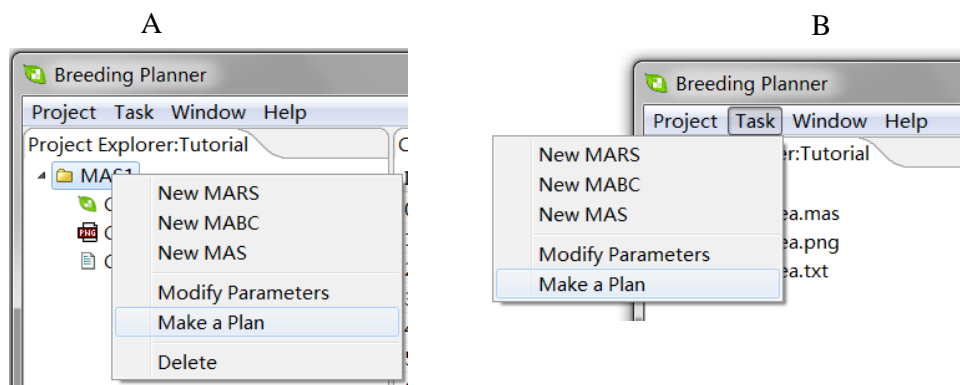 A
Breeding Planner
Project Task Window Help
Project Explorer:Tutorial
MAS1
New MARS
New MABC
New MAS
Modify Parameters
Make a Plan
Delete
B
Breeding Planner
Project Task Window Help
er:Tutorial
New MARS
New MABC
New MAS
Modify Parameters
Make a Plan
ea.mas
ea.png
ea.txt